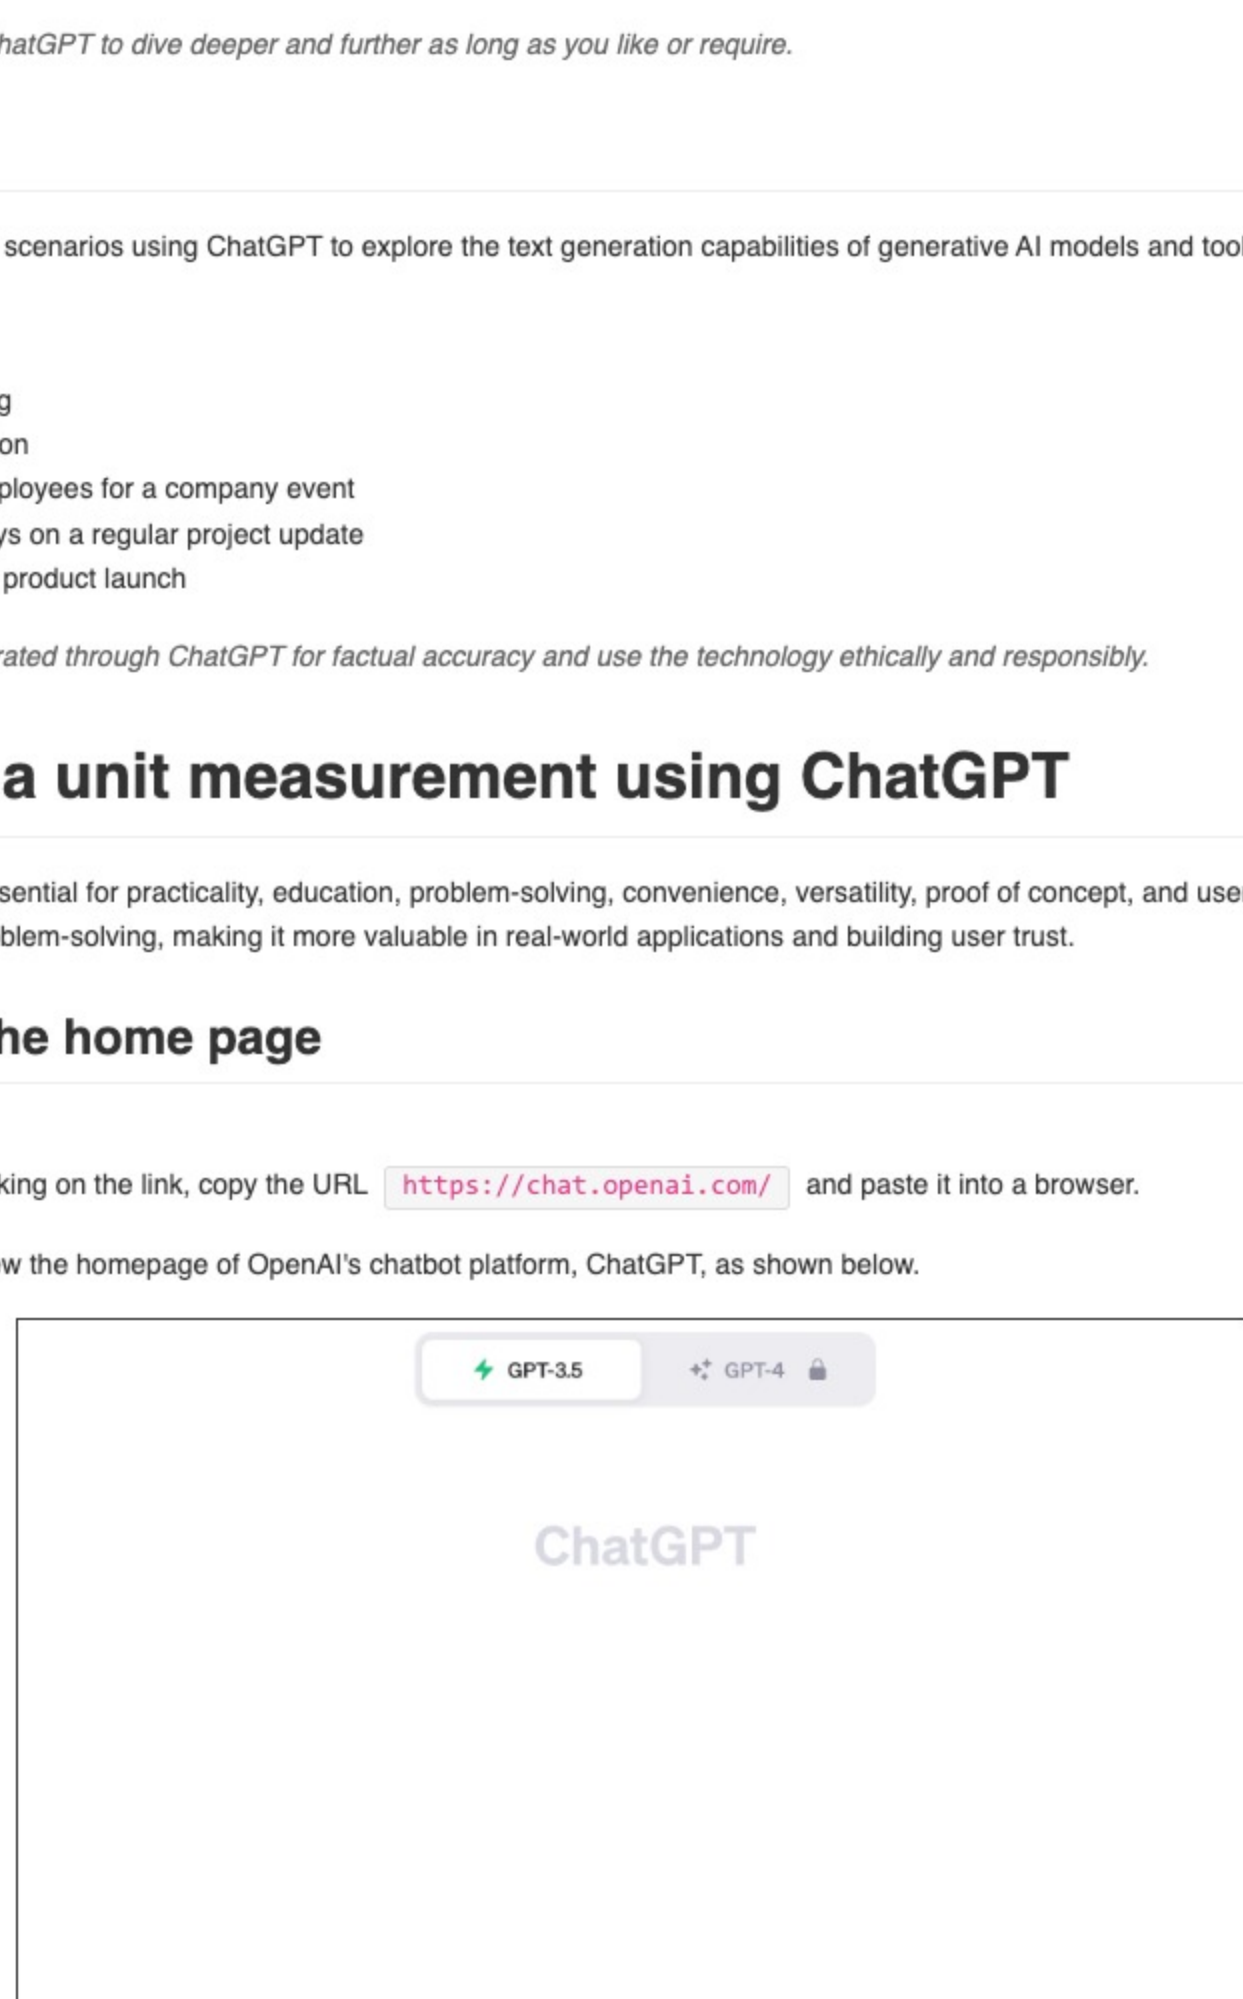 hatGPT to dive deeper and further as long as you like or require.
scenarios using ChatGPT to explore the text generation capabilities of generative AI models and tool
g
on
ployees for a company event
ys on a regular project update
product launch
rated through ChatGPT for factual accuracy and use the technology ethically and responsibly.
a unit measurement using ChatGPT
sential for practicality, education, problem-solving, convenience, versatility, proof of concept, and user
blem-solving, making it more valuable in real-world applications and building user trust.
he home page
king on the link, copy the URL https://chat.openai.com/ and paste it into a browser.
ew the homepage of OpenAI's chatbot platform, ChatGPT, as shown below.
GPT-3.5 GPT-4
ChatGPT